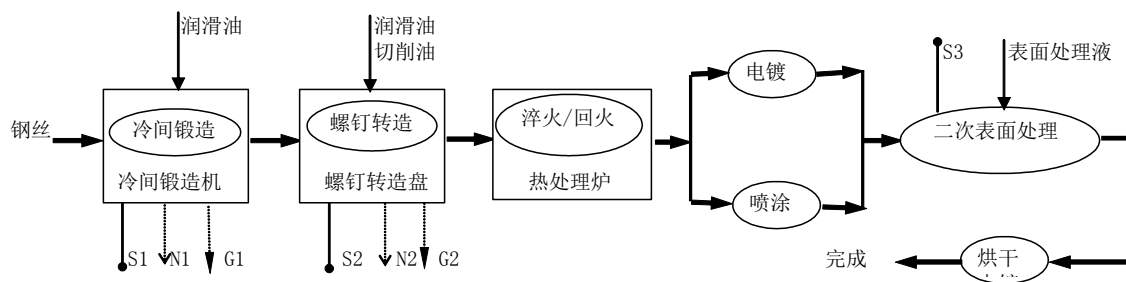 润滑油
润滑油
切削油
S3
表面处理液
电镀
钢丝
冷间锻造
螺钉转造
淬火/回火
二次表面处理
冷间锻造机
螺钉转造盘
热处理炉
喷涂
S1
N1
G1
S2
N2
G2
完成
烘干